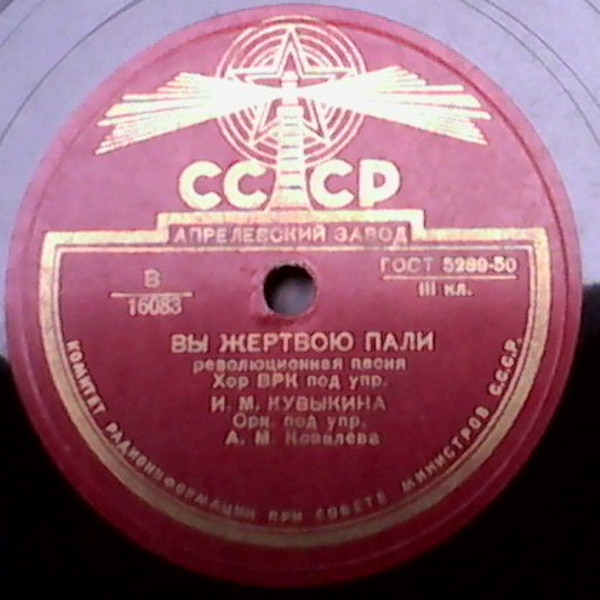 СССР
АПРЕЛЕВСКИЙ ЗАВОД
В
16083
ГОСТ 5289-50
III кл.
ВЫ ЖЕРТВОЮ ПАЛИ
революционная песня
Хор ВРК под упр.
И. М. КУВЫКИНА
Орк. под упр.
А. М. Ковалева
КОМИТЕТ РАДИОИНФОРМАЦИИ ПРИ СОВЕТЕ МИНИСТРОВ С.С.С.Р.